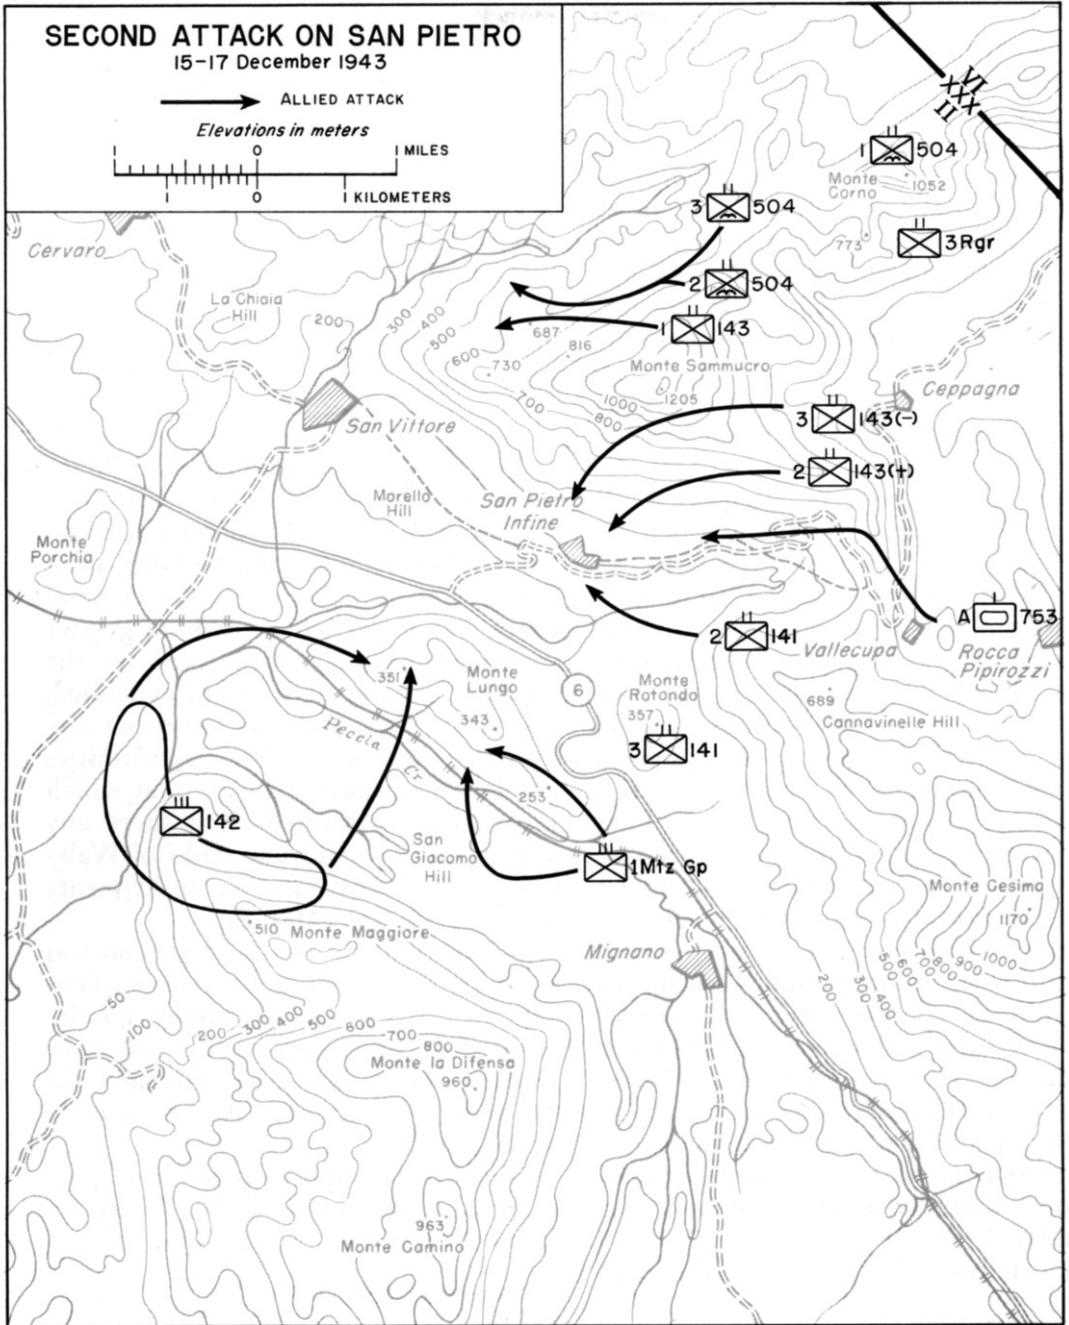 SECOND ATTACK ON SAN PIETRO
15-17 December 1943
ALLIED ATTACK
Elevations in meters
1 0 1 MILES
1 0 1 KILOMETERS
VI
XXX
II
1 504
Monte
Corno
1052
3 504
773
3 Rgr
Cervaro
2 504
La Chiaia
Hill
200
300
400
500
600
687
1 143
816
730
Monte Sammucro
700
800
1000
1205
Ceppagna
3 143(-)
San Vittore
2 143(+)
Morello
Hill
San Pietro
Infine
Monte
Porchia
A 753
2 141
Vallecupa
Rocca
Pipirozzi
351
Monte
Lungo
6
Monte
Rotondo
357
689
Cannavinelle Hill
343
Peccia
Cr
3 141
253
142
San
Giacomo
Hill
1 Mtz Gp
Monte Cesima
1170
510 Monte Maggiore
Mignano
1000
900
800
700
600
500
400
300
200
50
100
200
300
400
500
600
700
800
Monte la Difensa
960
963
Monte Camino